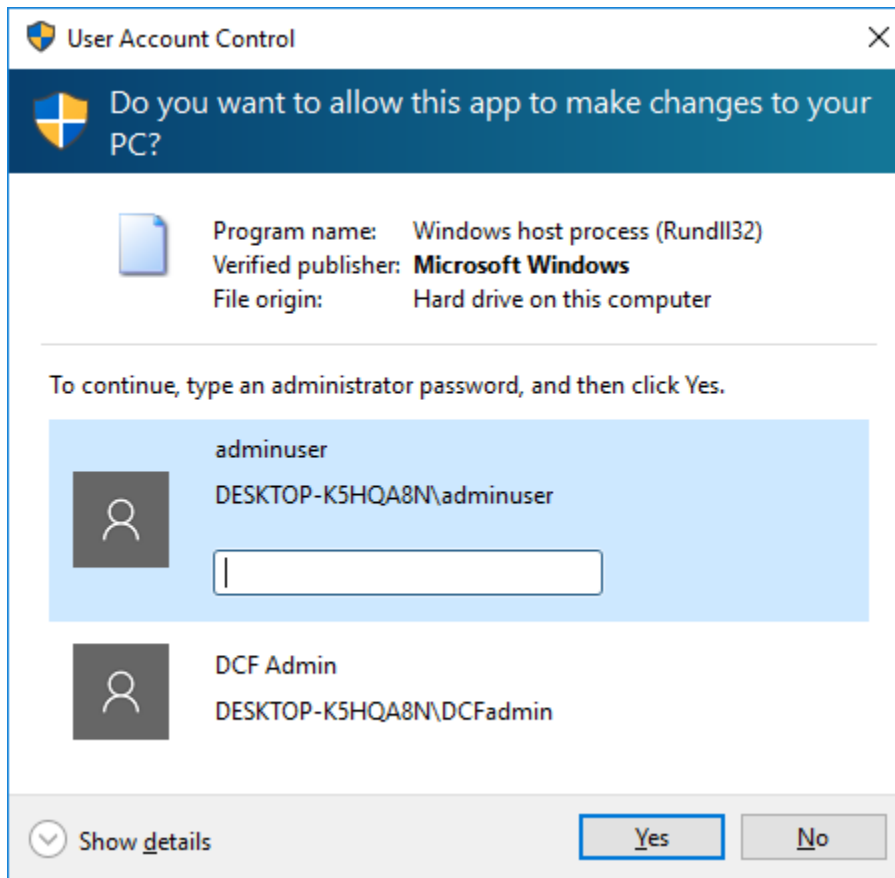 User Account Control
Do you want to allow this app to make changes to your
PC?
Program name: Windows host process (Rundll32)
Verified publisher: Microsoft Windows
File origin: Hard drive on this computer
To continue, type an administrator password, and then click Yes.
adminuser
DESKTOP-K5HQA8N\adminuser
DCF Admin
DESKTOP-K5HQA8N\DCFadmin
Show details
Yes
No